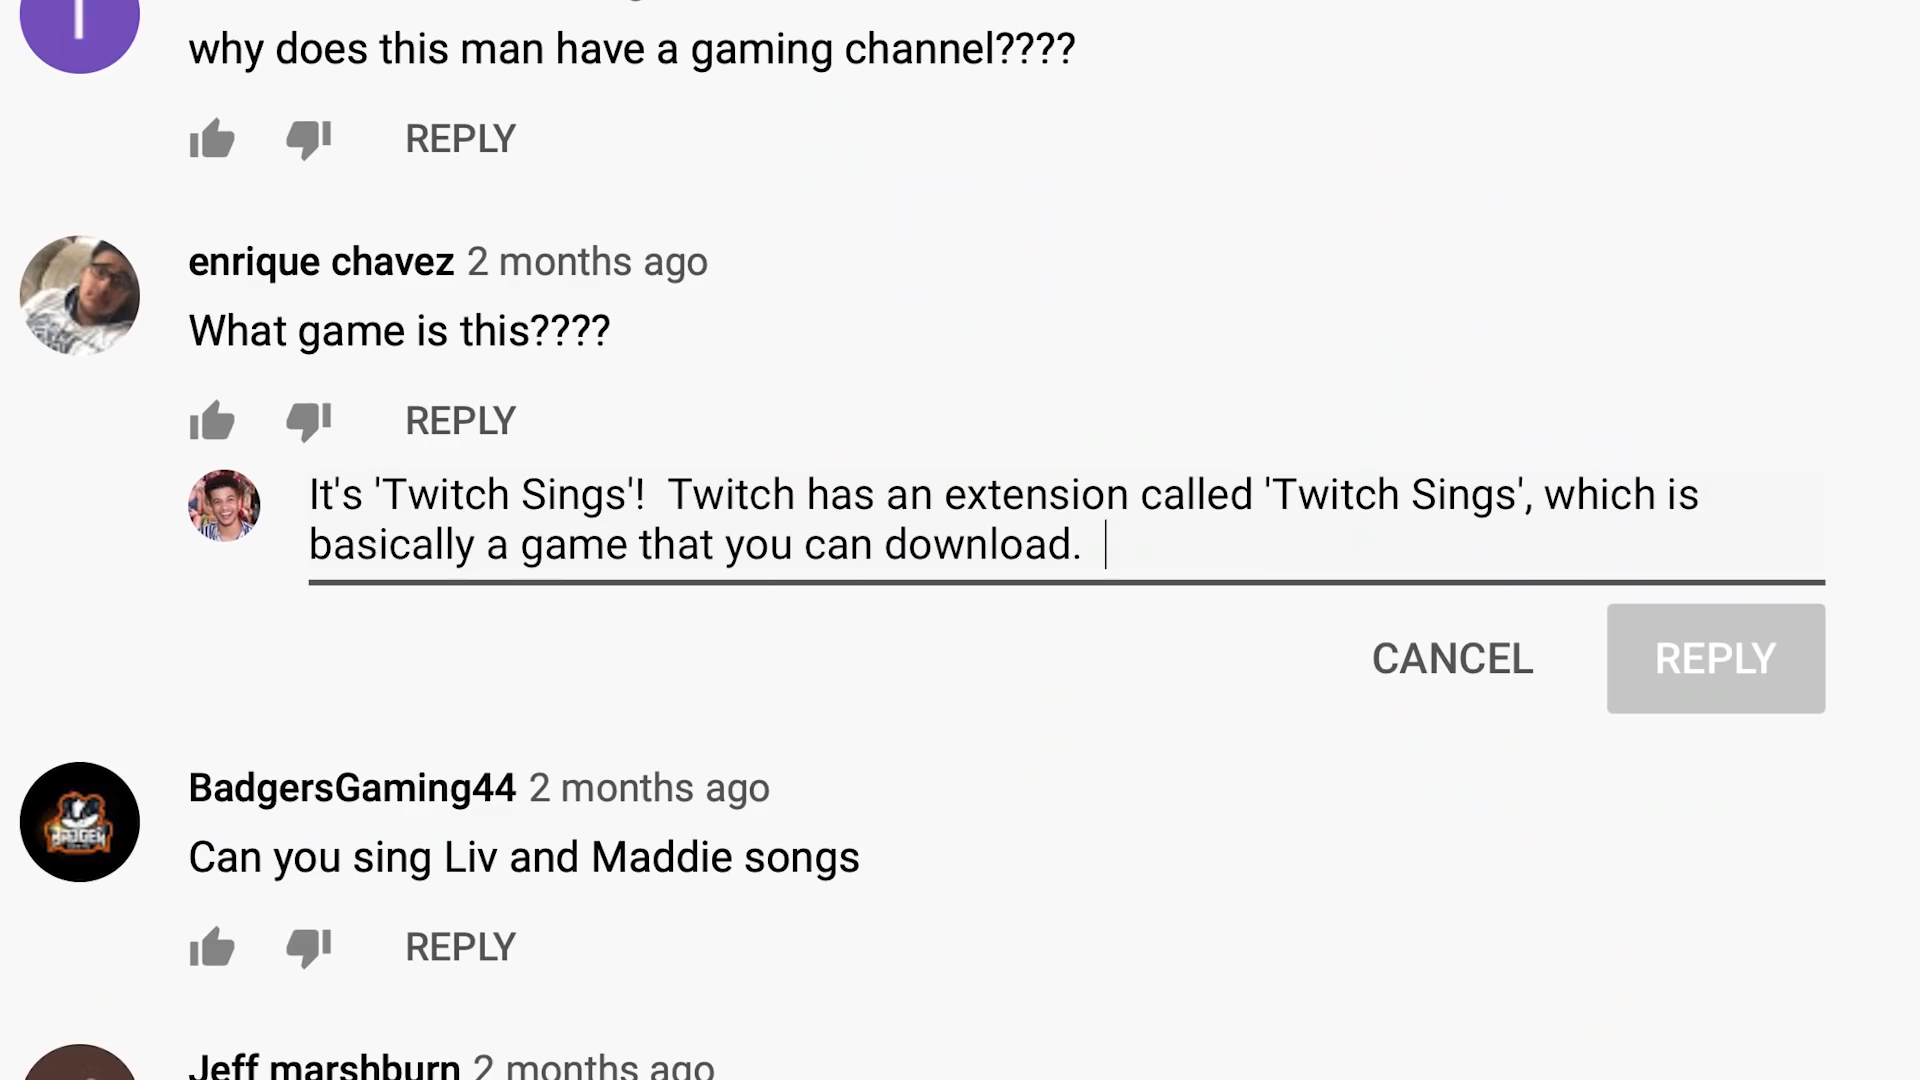 why does this man have a gaming channel????
REPLY
enrique chavez 2 months ago
What game is this????
REPLY
It's 'Twitch Sings'!  Twitch has an extension called 'Twitch Sings', which is
basically a game that you can download.
CANCEL
REPLY
BADGER
BadgersGaming44 2 months ago
Can you sing Liv and Maddie songs
REPLY
Jeff marshburn 2 months ago